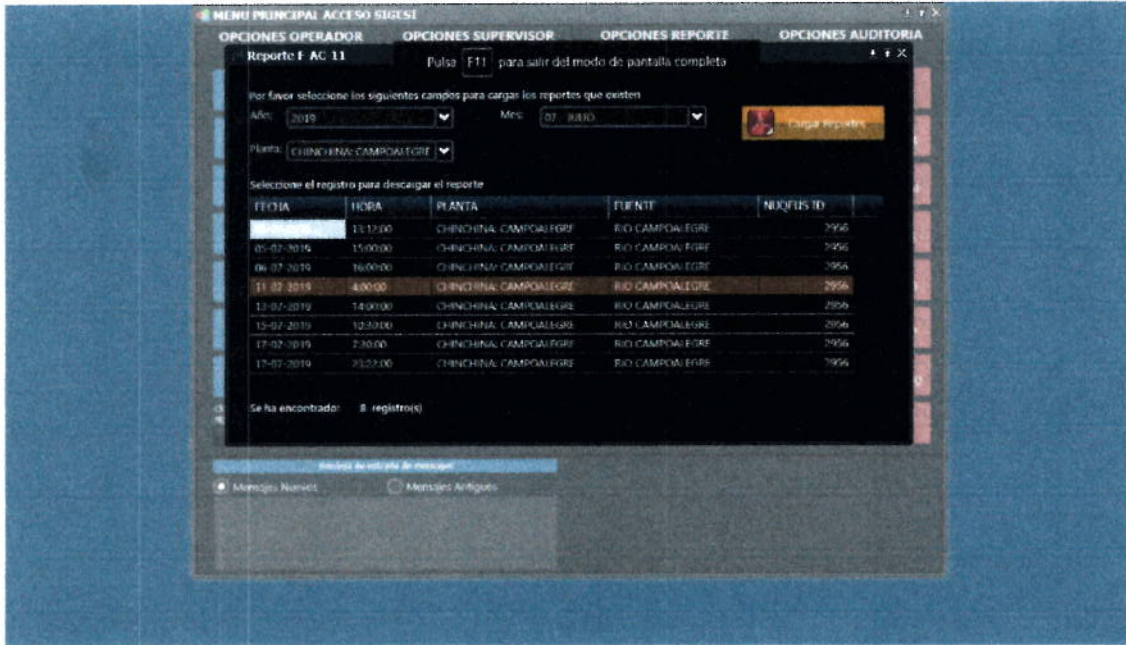 MENU PRINCIPAL ACCESO SIGESI
OPCIONES OPERADOR OPCIONES SUPERVISOR OPCIONES REPORTE OPCIONES AUDITORIA
Reporte F-AC-11
Pulsa F11 para salir del modo de pantalla completa
Por favor seleccione los siguientes campos para cargas los reportes que existen
Año: 2019 Mes: 07 - JULIO Cargar Reportes
Planta: CHINCHINA: CAMPOALEGRE
Seleccione el registro para descargar el reporte
FECHA HORA PLANTA FUENTE NUQFUS ID
13:12:00 CHINCHINA: CAMPOALEGRE RIO CAMPOALEGRE 2956
05-07-2019 15:00:00 CHINCHINA: CAMPOALEGRE RIO CAMPOALEGRE 2956
06-07-2019 16:00:00 CHINCHINA: CAMPOALEGRE RIO CAMPOALEGRE 2956
11-07-2019 4:00:00 CHINCHINA: CAMPOALEGRE RIO CAMPOALEGRE 2956
13-07-2019 14:00:00 CHINCHINA: CAMPOALEGRE RIO CAMPOALEGRE 2956
15-07-2019 10:30:00 CHINCHINA: CAMPOALEGRE RIO CAMPOALEGRE 2956
17-07-2019 7:30:00 CHINCHINA: CAMPOALEGRE RIO CAMPOALEGRE 2956
17-07-2019 23:22:00 CHINCHINA: CAMPOALEGRE RIO CAMPOALEGRE 2956
Se ha encontrado: 8 registro(s)
Bandeja de entrada de mensajes
Mensajes Nuevos Mensajes Antiguos